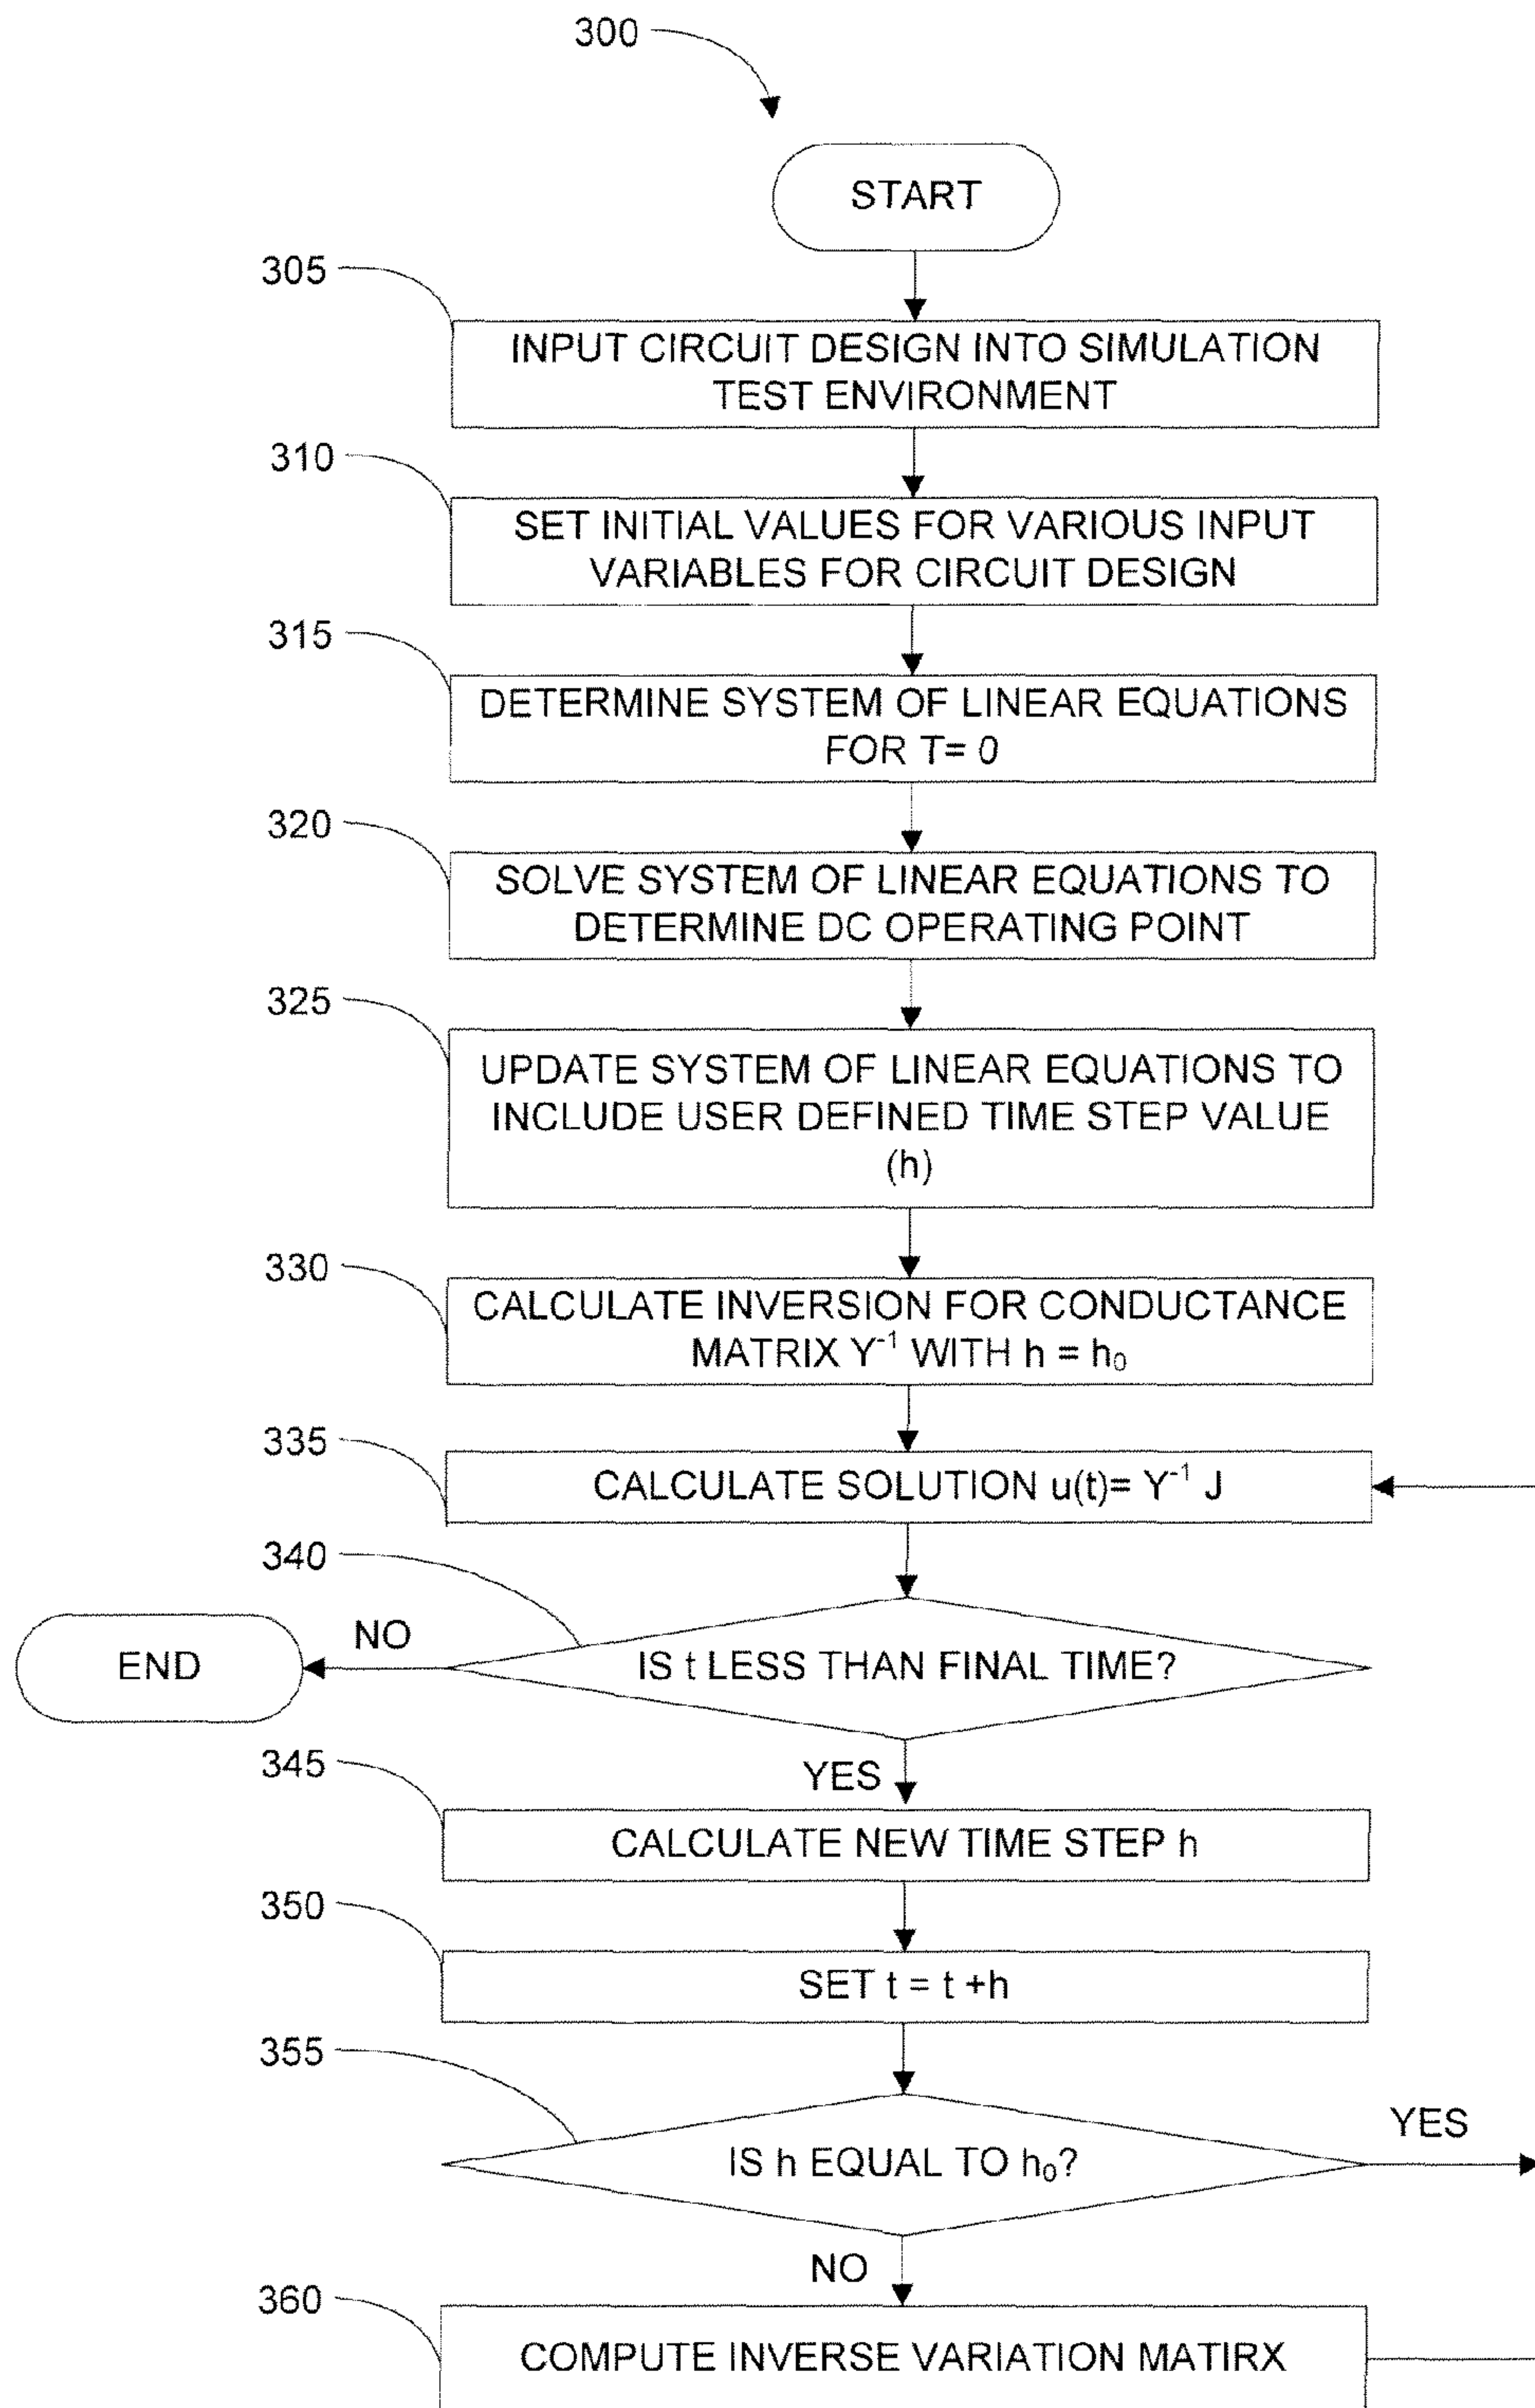 300
START
305
INPUT CIRCUIT DESIGN INTO SIMULATION
TEST ENVIRONMENT
310
SET INITIAL VALUES FOR VARIOUS INPUT
VARIABLES FOR CIRCUIT DESIGN
315
DETERMINE SYSTEM OF LINEAR EQUATIONS
FOR T= 0
320
SOLVE SYSTEM OF LINEAR EQUATIONS TO
DETERMINE DC OPERATING POINT
325
UPDATE SYSTEM OF LINEAR EQUATIONS TO
INCLUDE USER DEFINED TIME STEP VALUE
(h)
330
CALCULATE INVERSION FOR CONDUCTANCE
MATRIX Y⁻¹ WITH h = h₀
335
CALCULATE SOLUTION u(t)= Y⁻¹ J
340
END
NO
IS t LESS THAN FINAL TIME?
345
YES
CALCULATE NEW TIME STEP h
350
SET t = t +h
355
YES
IS h EQUAL TO h₀?
NO
360
COMPUTE INVERSE VARIATION MATIRX